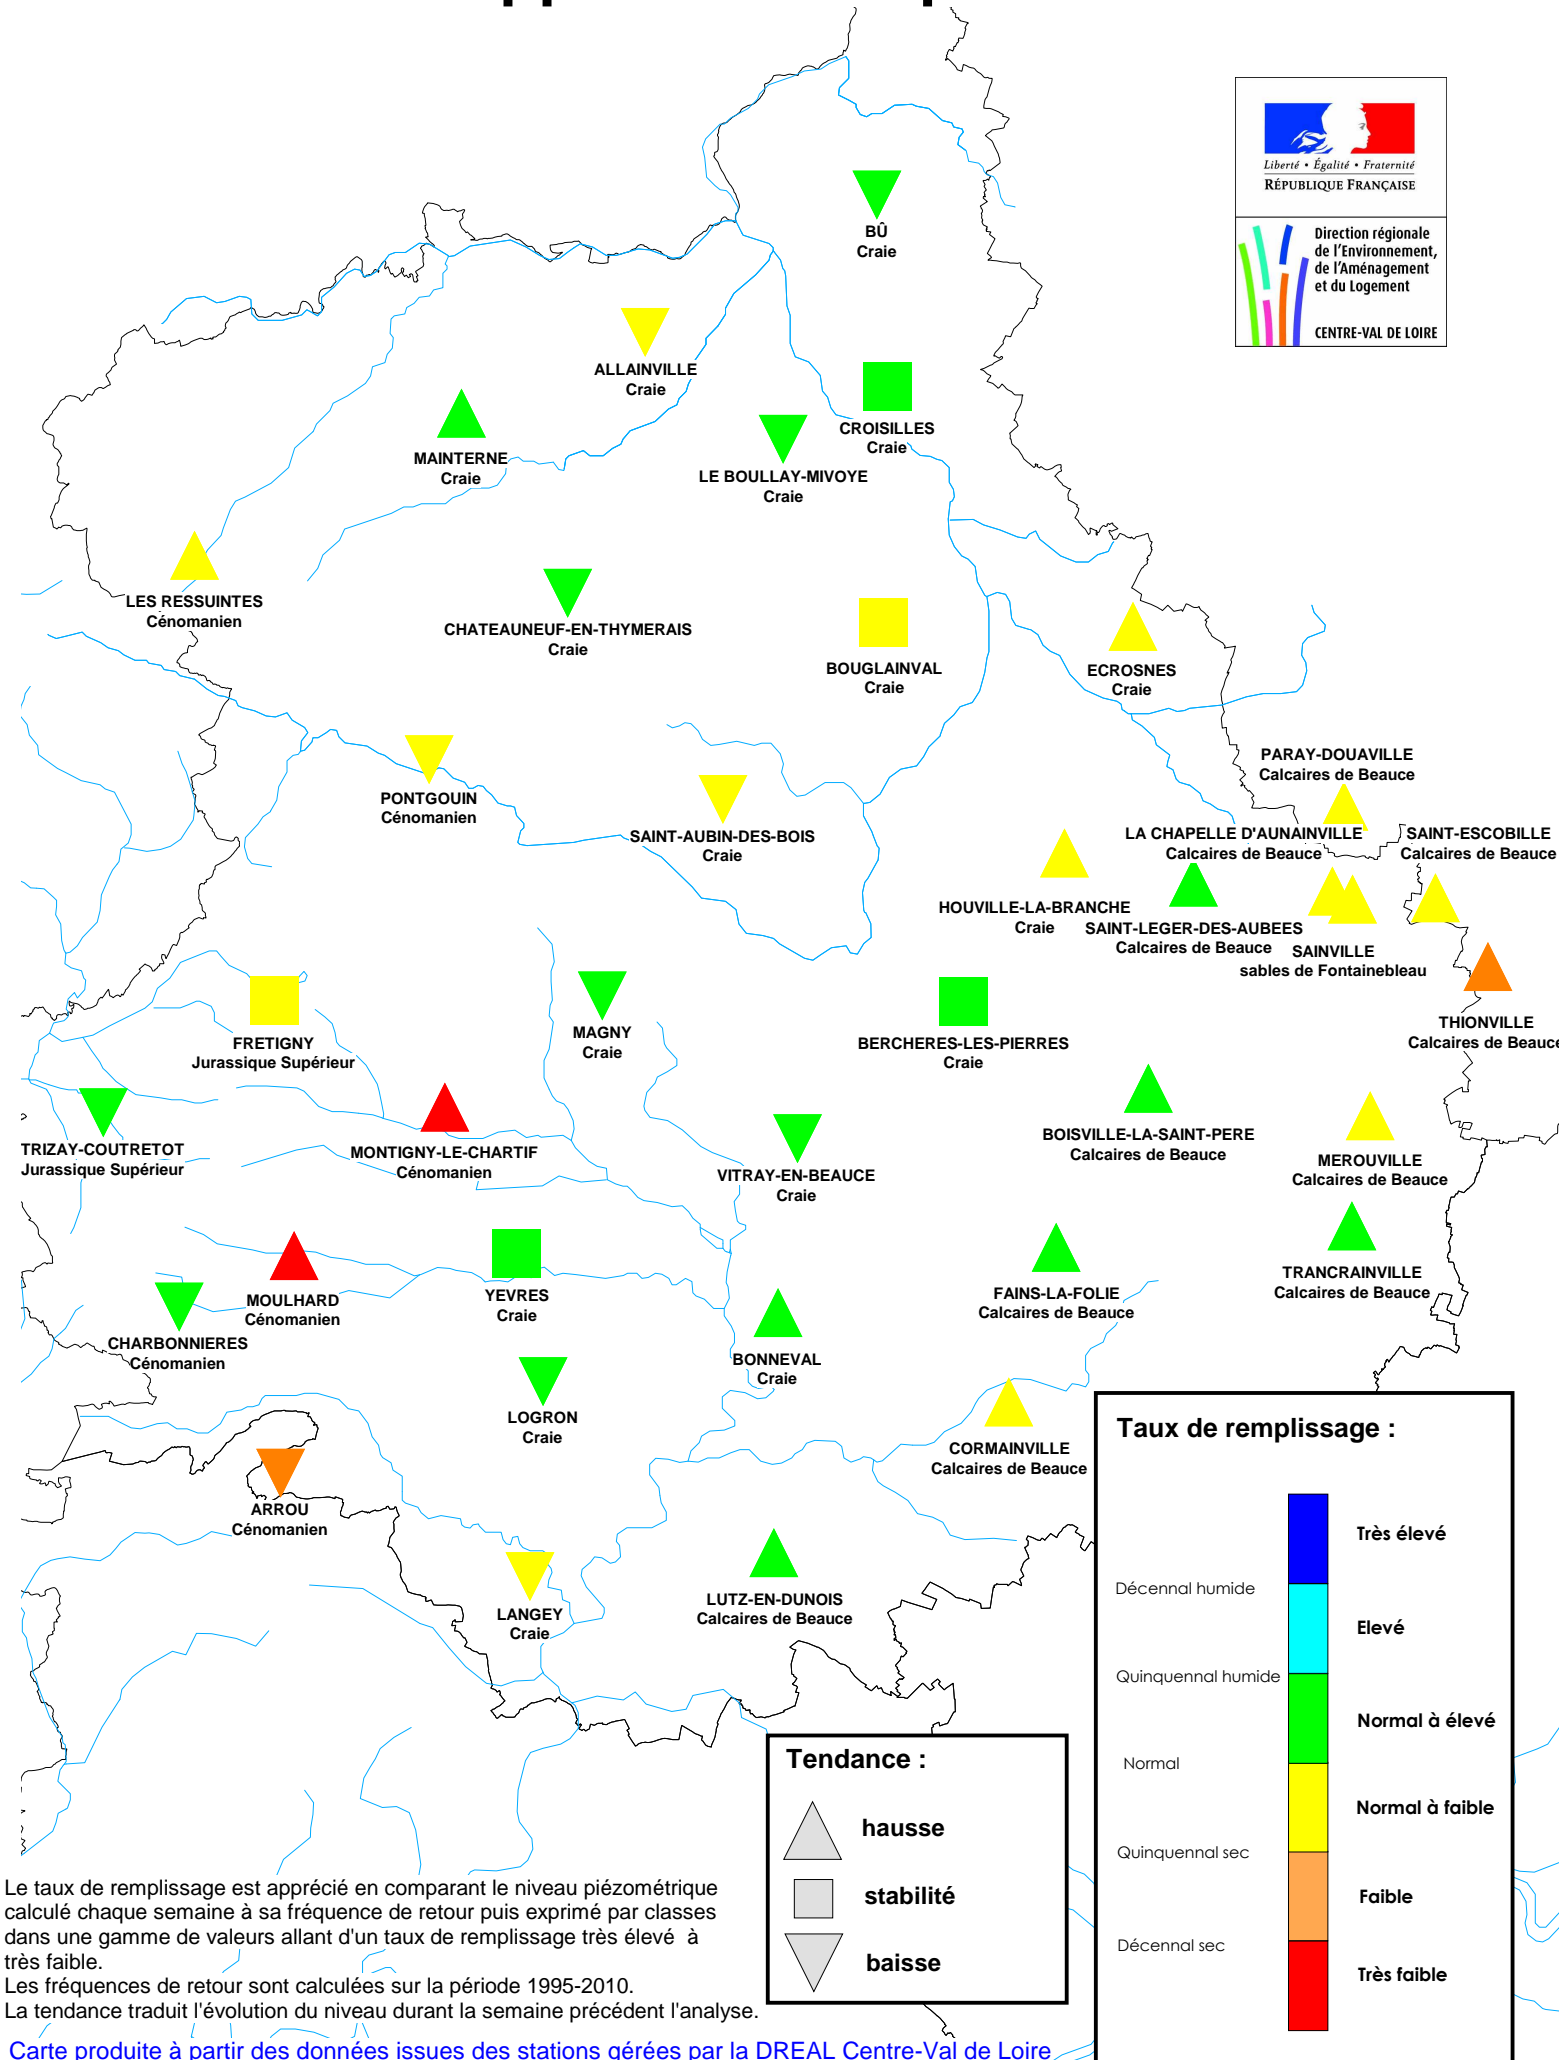 Liberté • Égalité • Fraternité
RÉPUBLIQUE FRANÇAISE
Direction régionale
de l'Environnement,
de l'Aménagement
et du Logement
CENTRE-VAL DE LOIRE
BÛ
Craie
ALLAINVILLE
Craie
CROISILLES
Craie
MAINTERNE
Craie
LE BOULLAY-MIVOYE
Craie
LES RESSUINTES
Cénomanien
CHATEAUNEUF-EN-THYMERAIS
Craie
BOUGLAINVAL
Craie
ECROSNES
Craie
PARAY-DOUAVILLE
Calcaires de Beauce
PONTGOUIN
Cénomanien
SAINT-AUBIN-DES-BOIS
Craie
LA CHAPELLE D'AUNAINVILLE
Calcaires de Beauce
SAINT-ESCOBILLE
Calcaires de Beauce
HOUVILLE-LA-BRANCHE
Craie
SAINT-LEGER-DES-AUBEES
Calcaires de Beauce
SAINVILLE
sables de Fontainebleau
THIONVILLE
Calcaires de Beauce
FRETIGNY
Jurassique Supérieur
MAGNY
Craie
BERCHERES-LES-PIERRES
Craie
TRIZAY-COUTRETOT
Jurassique Supérieur
MONTIGNY-LE-CHARTIF
Cénomanien
BOISVILLE-LA-SAINT-PERE
Calcaires de Beauce
MEROUVILLE
Calcaires de Beauce
VITRAY-EN-BEAUCE
Craie
MOULHARD
Cénomanien
YEVRES
Craie
FAINS-LA-FOLIE
Calcaires de Beauce
TRANCRAINVILLE
Calcaires de Beauce
CHARBONNIERES
Cénomanien
BONNEVAL
Craie
LOGRON
Craie
CORMAINVILLE
Calcaires de Beauce
ARROU
Cénomanien
LANGEY
Craie
LUTZ-EN-DUNOIS
Calcaires de Beauce
Taux de remplissage :
Très élevé
Décennal humide
Elevé
Quinquennal humide
Normal à élevé
Normal
Normal à faible
Quinquennal sec
Faible
Décennal sec
Très faible
Tendance :
hausse
stabilité
baisse
Le taux de remplissage est apprécié en comparant le niveau piézométrique
calculé chaque semaine à sa fréquence de retour puis exprimé par classes
dans une gamme de valeurs allant d'un taux de remplissage très élevé à
très faible.
Les fréquences de retour sont calculées sur la période 1995-2010.
La tendance traduit l'évolution du niveau durant la semaine précédent l'analyse.
Carte produite à partir des données issues des stations gérées par la DREAL Centre-Val de Loire